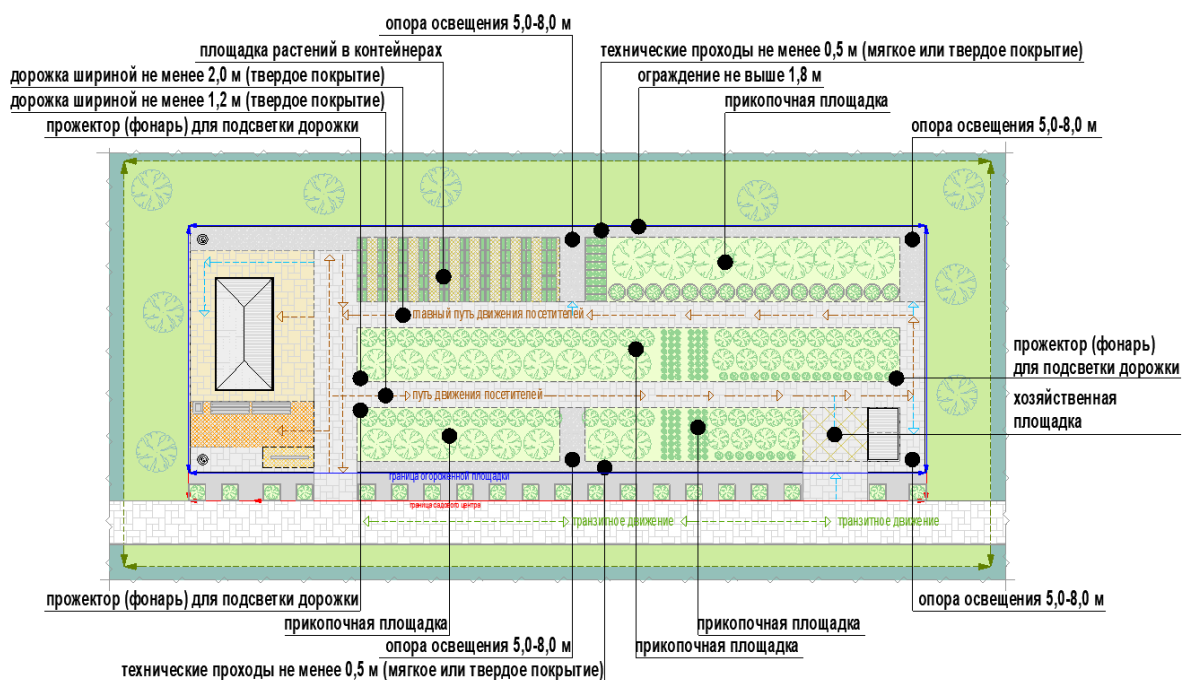 опора освещения 5,0-8,0 м
площадка растений в контейнерах
технические проходы не менее 0,5 м (мягкое или твердое покрытие)
дорожка шириной не менее 2,0 м (твердое покрытие)
ограждение не выше 1,8 м
дорожка шириной не менее 1,2 м (твердое покрытие)
прикопочная площадка
прожектор (фонарь) для подсветки дорожки
опора освещения 5,0-8,0 м
главный путь движения посетителей
прожектор (фонарь)
для подсветки дорожки
путь движения посетителей
хозяйственная
площадка
граница огороженной площадки
граница садового центра
транзитное движение
транзитное движение
прожектор (фонарь) для подсветки дорожки
опора освещения 5,0-8,0 м
прикопочная площадка
прикопочная площадка
опора освещения 5,0-8,0 м
прикопочная площадка
технические проходы не менее 0,5 м (мягкое или твердое покрытие)